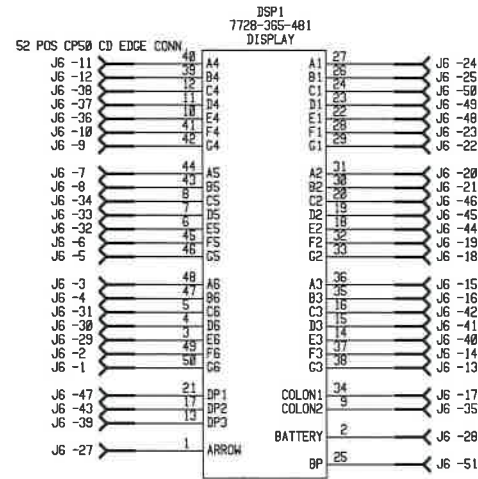 DSP1
7728-365-481
DISPLAY
52 POS CP50 CD EDGE CONN
J6 -11 40 A4 A1 27 J6 -24
J6 -12 39 B4 B1 26 J6 -25
J6 -38 12 C4 C1 24 J6 -50
J6 -37 11 D4 D1 23 J6 -49
J6 -36 10 E4 E1 22 J6 -48
J6 -10 41 F4 F1 28 J6 -23
J6 -9 42 G4 G1 29 J6 -22
J6 -7 44 A5 A2 31 J6 -20
J6 -8 43 B5 B2 30 J6 -21
J6 -34 8 C5 C2 20 J6 -46
J6 -33 7 D5 D2 19 J6 -45
J6 -32 6 E5 E2 18 J6 -44
J6 -6 45 F5 F2 32 J6 -19
J6 -5 46 G5 G2 33 J6 -18
J6 -3 48 A6 A3 36 J6 -15
J6 -4 47 B6 B3 35 J6 -16
J6 -31 5 C6 C3 16 J6 -42
J6 -30 4 D6 D3 15 J6 -41
J6 -29 3 E6 E3 14 J6 -40
J6 -2 49 F6 F3 37 J6 -14
J6 -1 50 G6 G3 38 J6 -13
J6 -47 21 DP1 COLON1 34 J6 -17
J6 -43 17 DP2 COLON2 9 J6 -35
J6 -39 13 DP3
BATTERY 2 J6 -28
J6 -27 1 ARROW
BP 25 J6 -51